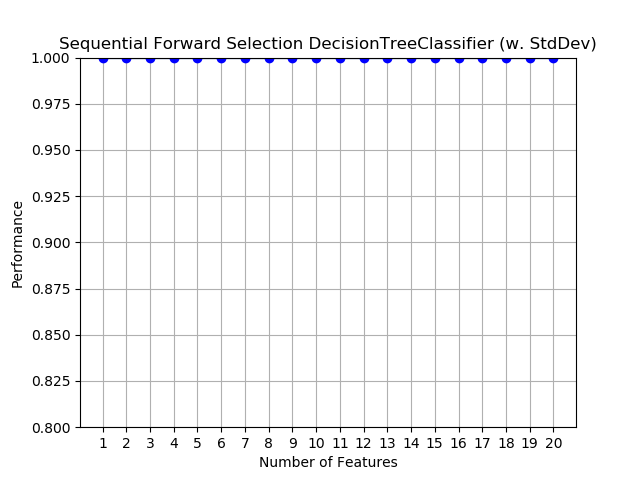 Sequential Forward Selection DecisionTreeClassifier (w. StdDev)
1.000
0.975
0.950
0.925
0.900
0.875
0.850
0.825
0.800
Performance
1 2 3 4 5 6 7 8 9 10 11 12 13 14 15 16 17 18 19 20
Number of Features